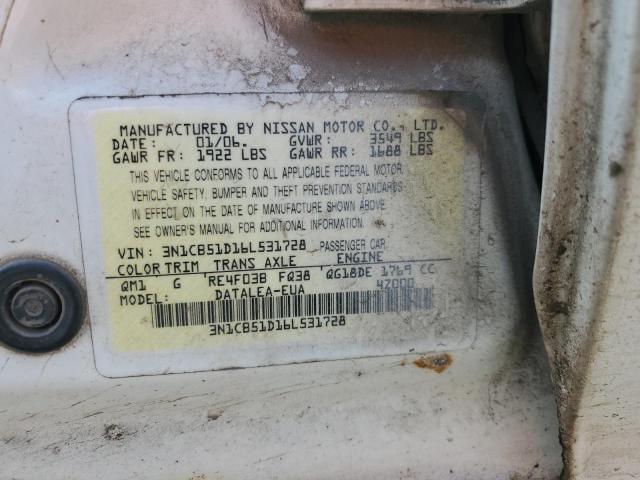 MANUFACTURED BY NISSAN MOTOR CO., LTD.
DATE: 01/06. GVWR: 3549 LBS
GAWR FR: 1922 LBS GAWR RR: 1688 LBS
THIS VEHICLE CONFORMS TO ALL APPLICABLE FEDERAL MOTOR
VEHICLE SAFETY, BUMPER AND THEFT PREVENTION STANDARDS
IN EFFECT ON THE DATE OF MANUFACTURE SHOWN ABOVE.
SEE OWNER'S MANUAL FOR ADDITIONAL INFORMATION.
VIN: 3N1CB51D16L531728 PASSENGER CAR
COLOR TRIM TRANS AXLE ENGINE
QM1 G RE4F03B FQ38 QG18DE 1769 CC
MODEL: DATALEA-EUA 42000
3N1CB51D16L531728